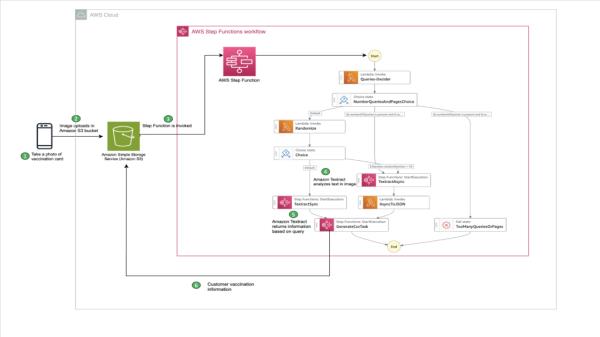 AWS Cloud
AWS Step Functions workflow
Start
AWS Step Function
Lambda: Invoke
Queries-Decider
Choice state
NumberQueriesAndPagesChoice
2
Image uploads in
Amazon S3 bucket
3
Step Function is invoked
Default
Lambda: Invoke
Randomize
1
Take a photo of
vaccination card
Amazon Simple Storage
Service (Amazon S3)
Choice state
Choice
Default
4
Amazon Textract
analyzes text in image
Step Functions: StartExecution
TextractAsync
Step Functions: StartExecution
TextractSync
Lambda: Invoke
AsyncToJSON
5
Amazon Textract
returns information
based on query
Step Functions: StartExecution
GenerateCsvTask
Fail state
TooManyQueriesOrPages
End
6
Customer vaccination
information